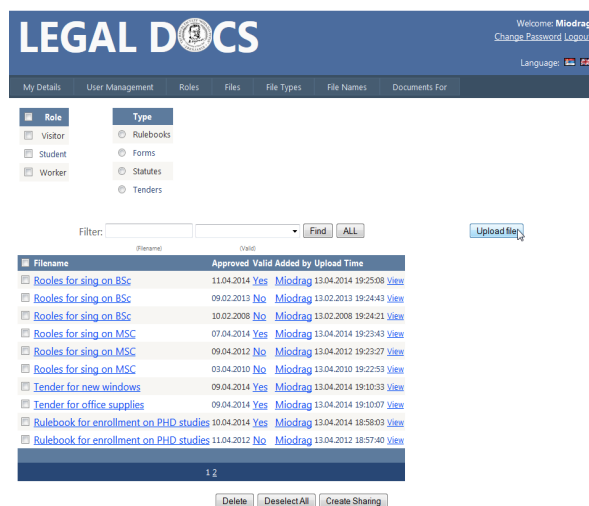 LEGAL DOCS
Welcome: Miodrag
Change Password Logout
Language:
My Details User Management Roles Files File Types File Names Documents For
Role Type
Visitor Rulebooks
Student Forms
Worker Statutes
Tenders
Filter: Find ALL Upload file
(Filename) (Valid)
Filename Approved Valid Added by Upload Time
Rooles for sing on BSc 11.04.2014 Yes Miodrag 13.04.2014 19:25:08 View
Rooles for sing on BSc 09.02.2013 No Miodrag 13.02.2013 19:24:43 View
Rooles for sing on BSc 10.02.2008 No Miodrag 13.02.2008 19:24:21 View
Rooles for sing on MSC 07.04.2014 Yes Miodrag 13.04.2014 19:23:43 View
Rooles for sing on MSC 09.04.2012 No Miodrag 13.04.2012 19:23:27 View
Rooles for sing on MSC 03.04.2010 No Miodrag 13.04.2010 19:22:53 View
Tender for new windows 09.04.2014 Yes Miodrag 13.04.2014 19:10:33 View
Tender for office supplies 09.04.2014 Yes Miodrag 13.04.2014 19:10:07 View
Rulebook for enrollment on PHD studies 10.04.2014 Yes Miodrag 13.04.2014 18:58:03 View
Rulebook for enrollment on PHD studies 11.04.2012 No Miodrag 13.04.2012 18:57:40 View
1 2
Delete Deselect All Create Sharing